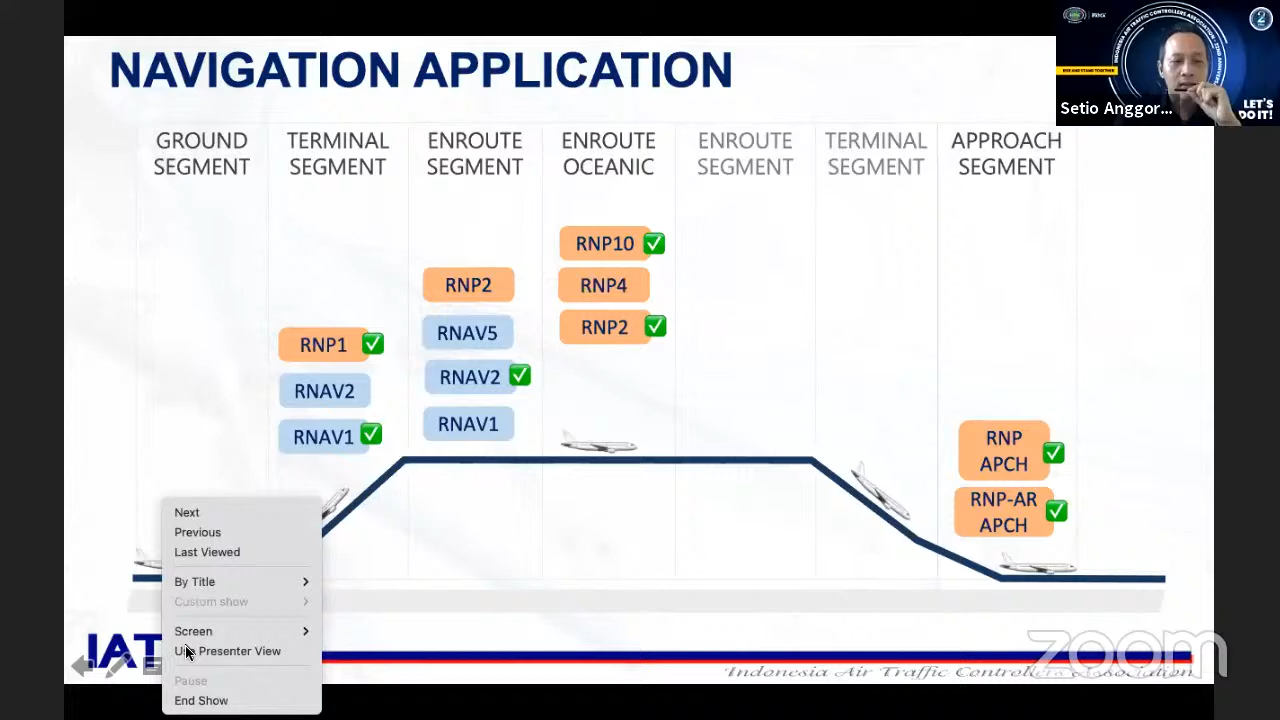 NAVIGATION APPLICATION
Setio Anggor...
LET'S
DO IT!
GROUND
SEGMENT
TERMINAL
SEGMENT
ENROUTE
SEGMENT
ENROUTE
OCEANIC
ENROUTE
SEGMENT
TERMINAL
SEGMENT
APPROACH
SEGMENT
RNP10
RNP4
RNP2
RNP2
RNAV5
RNAV2
RNAV1
RNP1
RNAV2
RNAV1
RNP
APCH
RNP-AR
APCH
Next
Previous
Last Viewed
By Title
Custom show
Screen
Use Presenter View
Pause
End Show
IAT
zoom
Indonesia Air Traffic Controllers Association